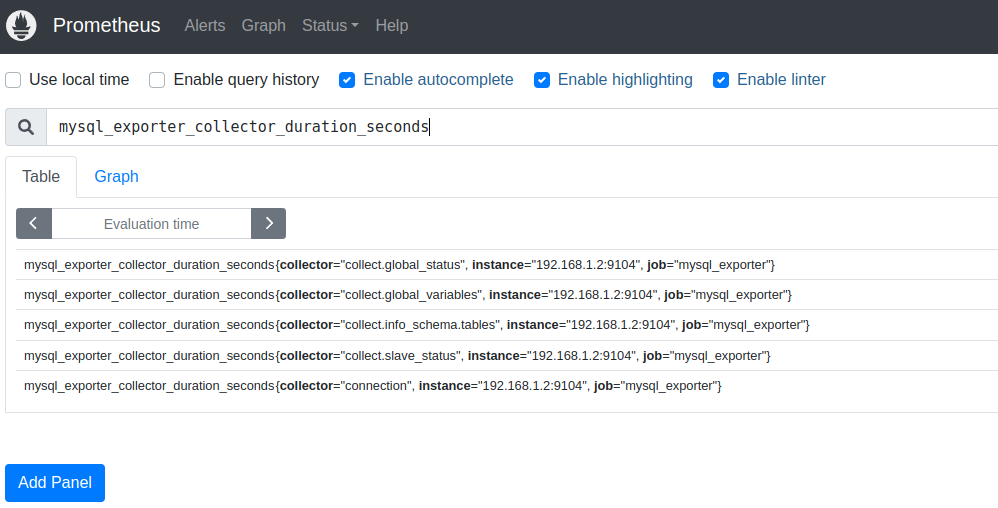 Prometheus Alerts Graph Status Help
Use local time Enable query history Enable autocomplete Enable highlighting Enable linter
mysql_exporter_collector_duration_seconds
Table Graph
Evaluation time
mysql_exporter_collector_duration_seconds{collector="collect.global_status", instance="192.168.1.2:9104", job="mysql_exporter"}
mysql_exporter_collector_duration_seconds{collector="collect.global_variables", instance="192.168.1.2:9104", job="mysql_exporter"}
mysql_exporter_collector_duration_seconds{collector="collect.info_schema.tables", instance="192.168.1.2:9104", job="mysql_exporter"}
mysql_exporter_collector_duration_seconds{collector="collect.slave_status", instance="192.168.1.2:9104", job="mysql_exporter"}
mysql_exporter_collector_duration_seconds{collector="connection", instance="192.168.1.2:9104", job="mysql_exporter"}
Add Panel